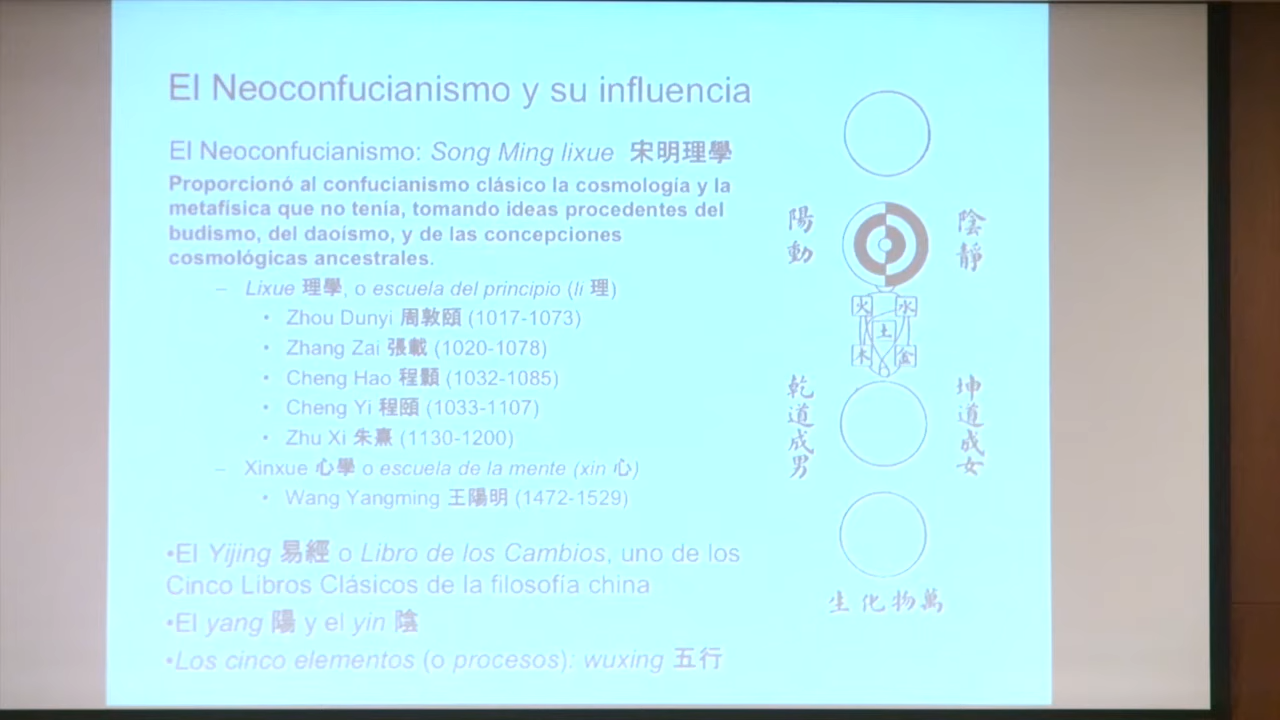 El Neoconfucianismo y su influencia
El Neoconfucianismo: Song Ming lixue 宋明理學
Proporcionó al confucianismo clásico la cosmología y la
metafísica que no tenía, tomando ideas procedentes del
budismo, del daoísmo, y de las concepciones
cosmológicas ancestrales.
– Lixue 理學, o escuela del principio (li 理)
• Zhou Dunyi 周敦頤 (1017-1073)
• Zhang Zai 張載 (1020-1078)
• Cheng Hao 程顥 (1032-1085)
• Cheng Yi 程頤 (1033-1107)
• Zhu Xi 朱熹 (1130-1200)
– Xinxue 心學 o escuela de la mente (xin 心)
• Wang Yangming 王陽明 (1472-1529)
•El Yijing 易經 o Libro de los Cambios, uno de los
Cinco Libros Clásicos de la filosofía china
•El yang 陽 y el yin 陰
•Los cinco elementos (o procesos): wuxing 五行
陽動
陰靜
火 水
土
木 金
乾道成男
坤道成女
生化物萬